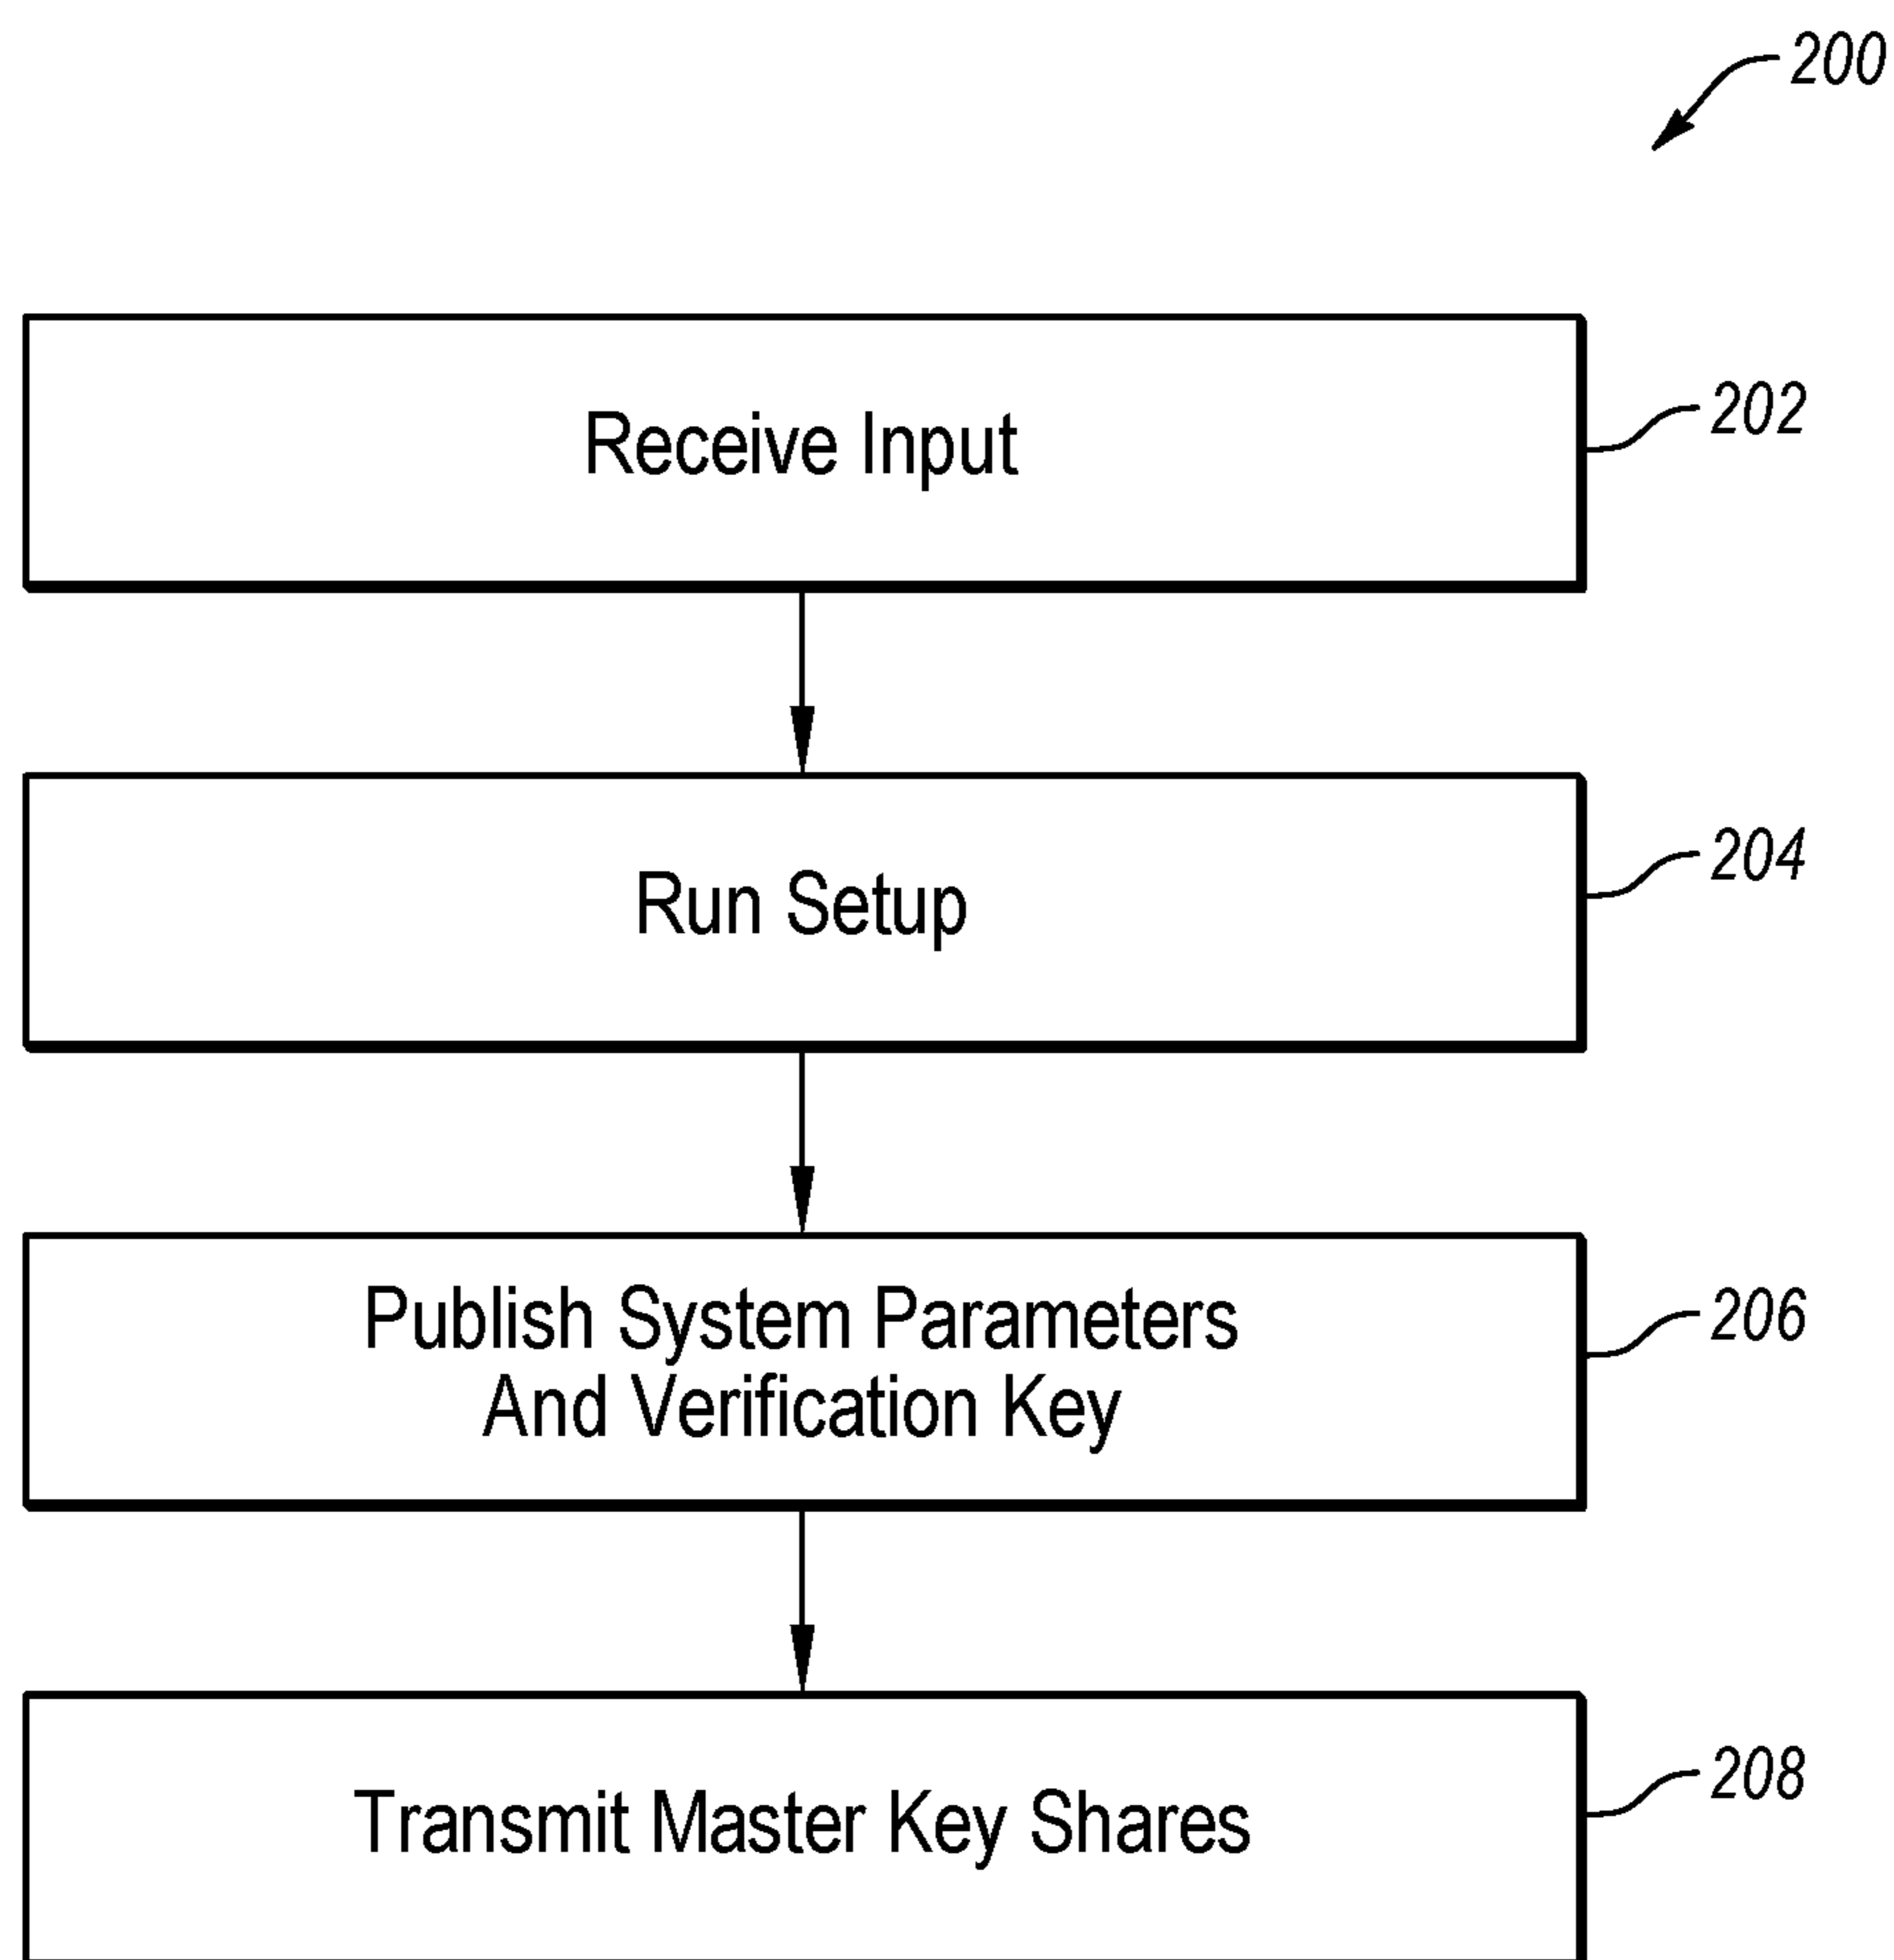 200
Receive Input
202
Run Setup
204
Publish System Parameters
And Verification Key
206
Transmit Master Key Shares
208